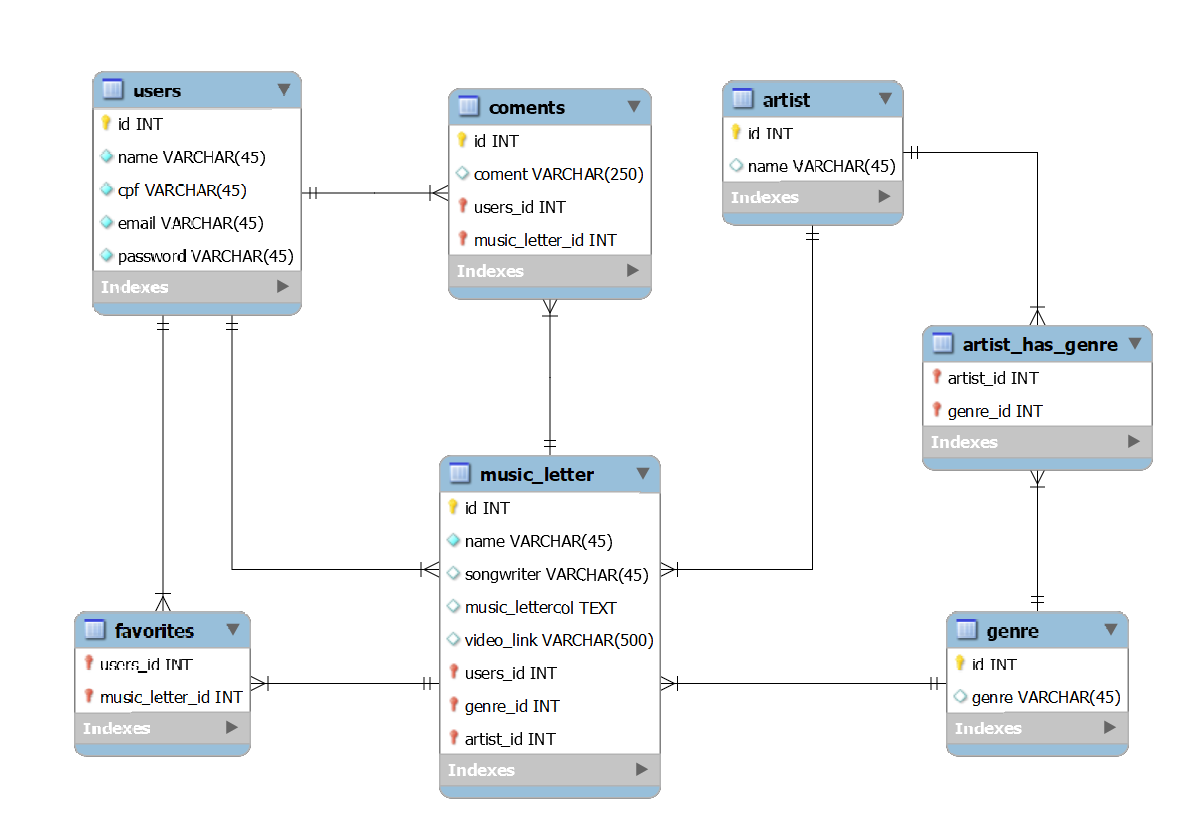 users
id INT
name VARCHAR(45)
cpf VARCHAR(45)
email VARCHAR(45)
password VARCHAR(45)
Indexes
coments
id INT
coment VARCHAR(250)
users_id INT
music_letter_id INT
Indexes
artist
id INT
name VARCHAR(45)
Indexes
artist_has_genre
artist_id INT
genre_id INT
Indexes
music_letter
id INT
name VARCHAR(45)
songwriter VARCHAR(45)
music_lettercol TEXT
video_link VARCHAR(500)
users_id INT
genre_id INT
artist_id INT
Indexes
favorites
users_id INT
music_letter_id INT
Indexes
genre
id INT
genre VARCHAR(45)
Indexes